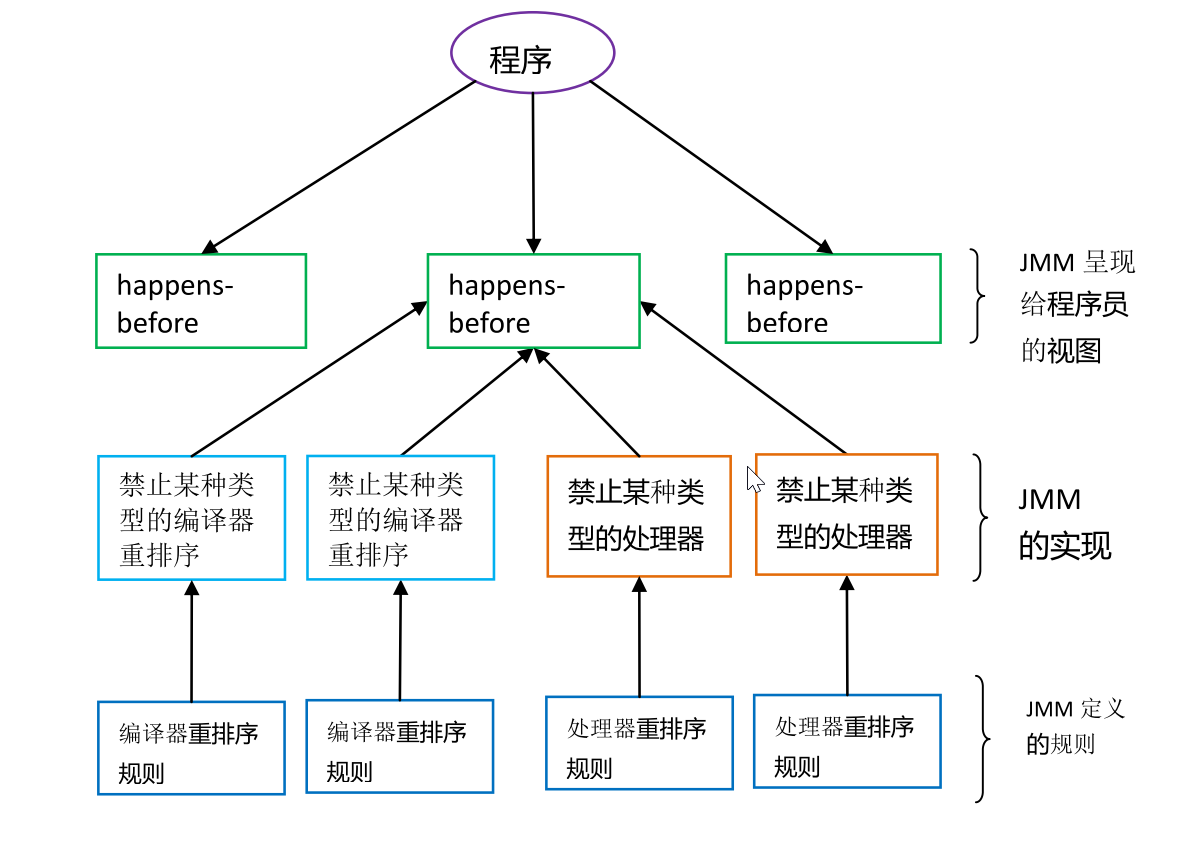 程序
happens-
before
happens-
before
happens-
before
JMM 呈现
给程序员
的视图
禁止某种类
型的编译器
重排序
禁止某种类
型的编译器
重排序
禁止某种类
型的处理器
禁止某种类
型的处理器
JMM
的实现
编译器重排序
规则
编译器重排序
规则
处理器重排序
规则
处理器重排序
规则
JMM 定义
的规则